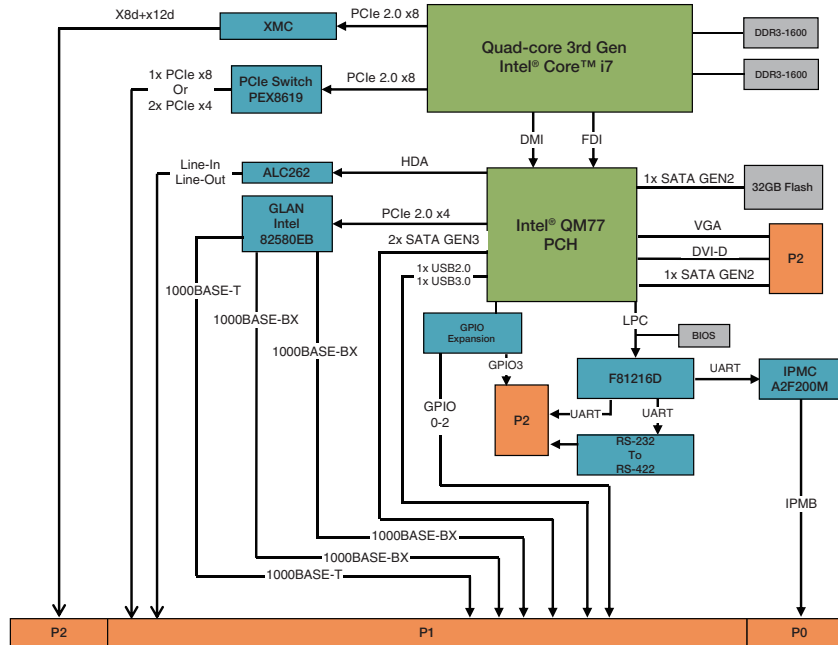 X8d+x12d
XMC
PCIe 2.0 x8
Quad-core 3rd Gen
Intel® Core™ i7
DDR3-1600
DDR3-1600
1x PCIe x8
Or
2x PCIe x4
PCIe Switch
PEX8619
PCIe 2.0 x8
DMI
FDI
Line-In
Line-Out
ALC262
HDA
1x SATA GEN2
32GB Flash
GLAN
Intel
82580EB
PCIe 2.0 x4
Intel® QM77
PCH
VGA
DVI-D
1x SATA GEN2
P2
2x SATA GEN3
1x USB2.0
1x USB3.0
1000BASE-T
1000BASE-BX
1000BASE-BX
GPIO
Expansion
LPC
BIOS
GPIO3
F81216D
UART
IPMC
A2F200M
GPIO
0-2
P2
UART
UART
RS-232
To
RS-422
IPMB
1000BASE-BX
1000BASE-BX
1000BASE-T
P2
P1
P0